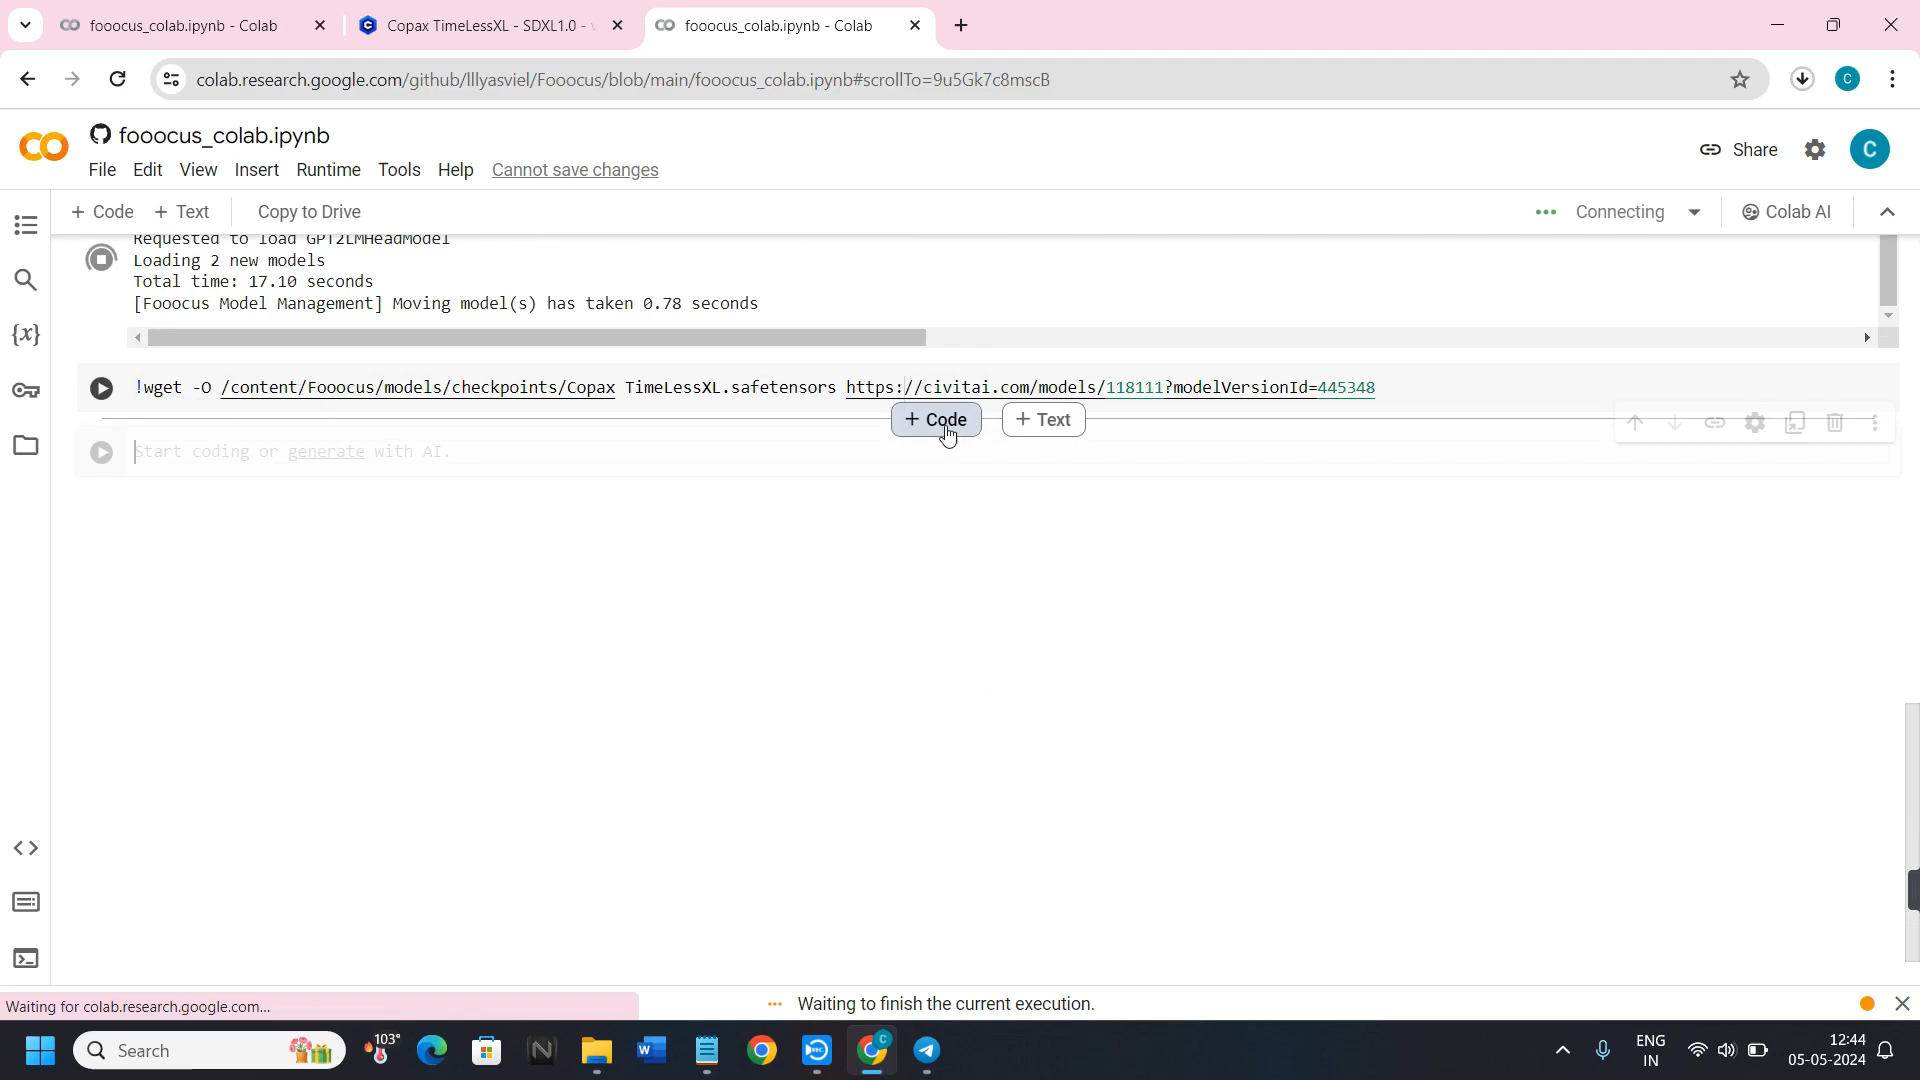 fooocus_colab.ipynb - Colab
Copax TimeLessXL - SDXL1.0 -
fooocus_colab.ipynb - Colab
colab.research.google.com/github/lllyasviel/Fooocus/blob/main/fooocus_colab.ipynb#scrollTo=9u5Gk7c8mscB
C
fooocus_colab.ipynb
File Edit View Insert Runtime Tools Help Cannot save changes
Share
C
+ Code + Text Copy to Drive
Connecting
Colab AI
Requested to load GPT2LMHeadModel
Loading 2 new models
Total time: 17.10 seconds
[Fooocus Model Management] Moving model(s) has taken 0.78 seconds
{x}
!wget -O /content/Fooocus/models/checkpoints/Copax TimeLessXL.safetensors https://civitai.com/models/118111?modelVersionId=445348
+ Code + Text
Start coding or generate with AI.
Waiting for colab.research.google.com...
Waiting to finish the current execution.
Search
103°
ENG
IN
12:44
05-05-2024